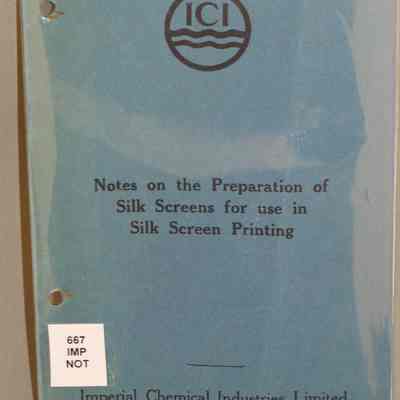 ICI
Notes on the Preparation of
Silk Screens for use in
Silk Screen Printing
667
IMP
NOT
Imperial Chemical Industries Limited